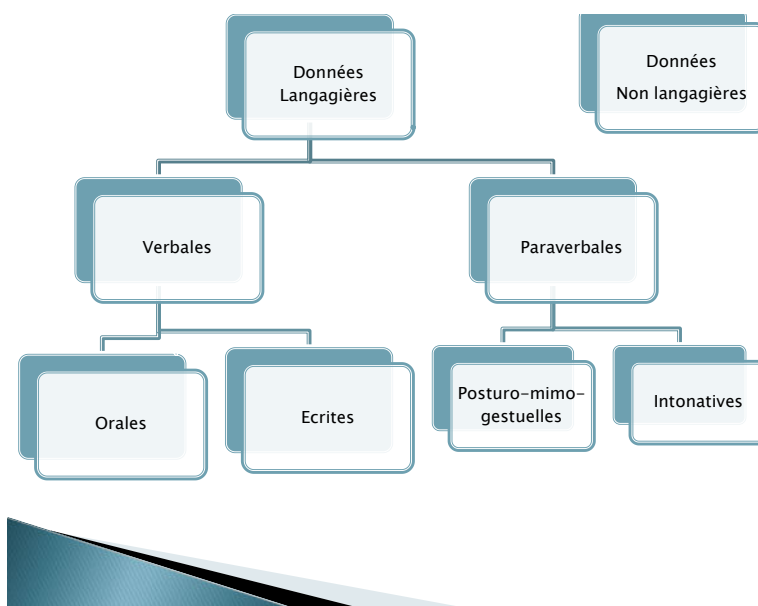 Données
Langagières
Données
Non langagières
Verbales
Paraverbales
Orales
Ecrites
Posturo-mimo-
gestuelles
Intonatives